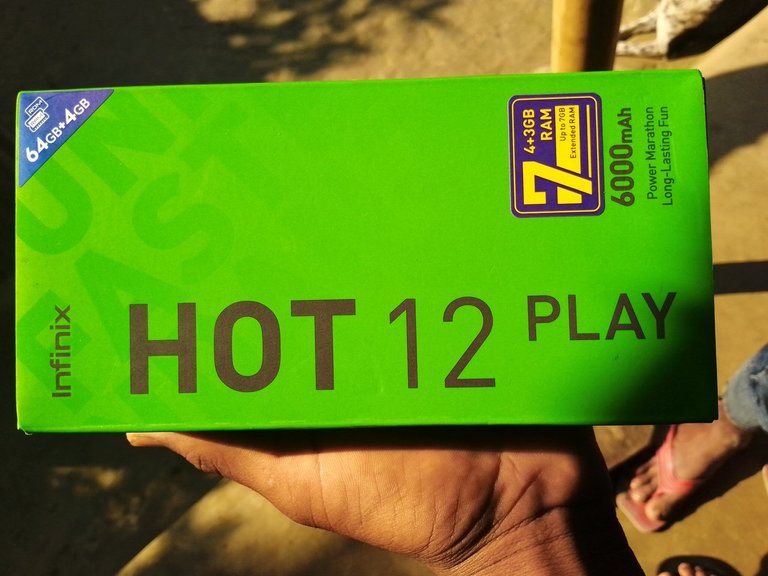 64GB+4GB
ROM
4+3GB
RAM
Up to 7GB
Extended RAM
7
6000mAh
Power Marathon
Long-Lasting Fun
Infinix
HOT 12 PLAY